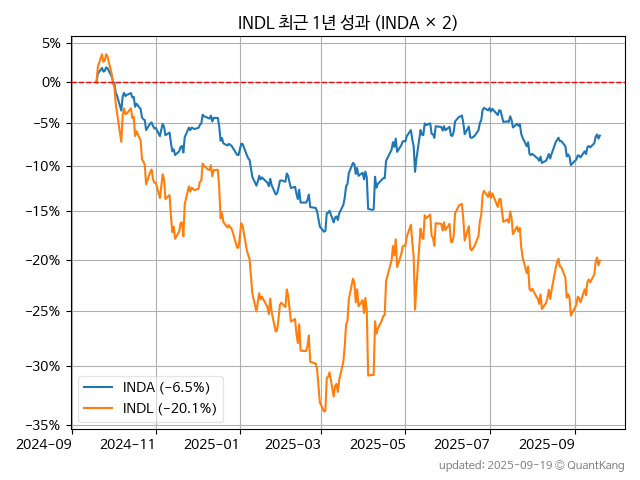 INDL 최근 1년 성과 (INDA × 2)
5%
0%
−5%
−10%
−15%
−20%
−25%
−30%
−35%
INDA (−6.5%)
INDL (−20.1%)
2024-09 2024-11 2025-01 2025-03 2025-05 2025-07 2025-09
updated: 2025-09-19 © QuantKang